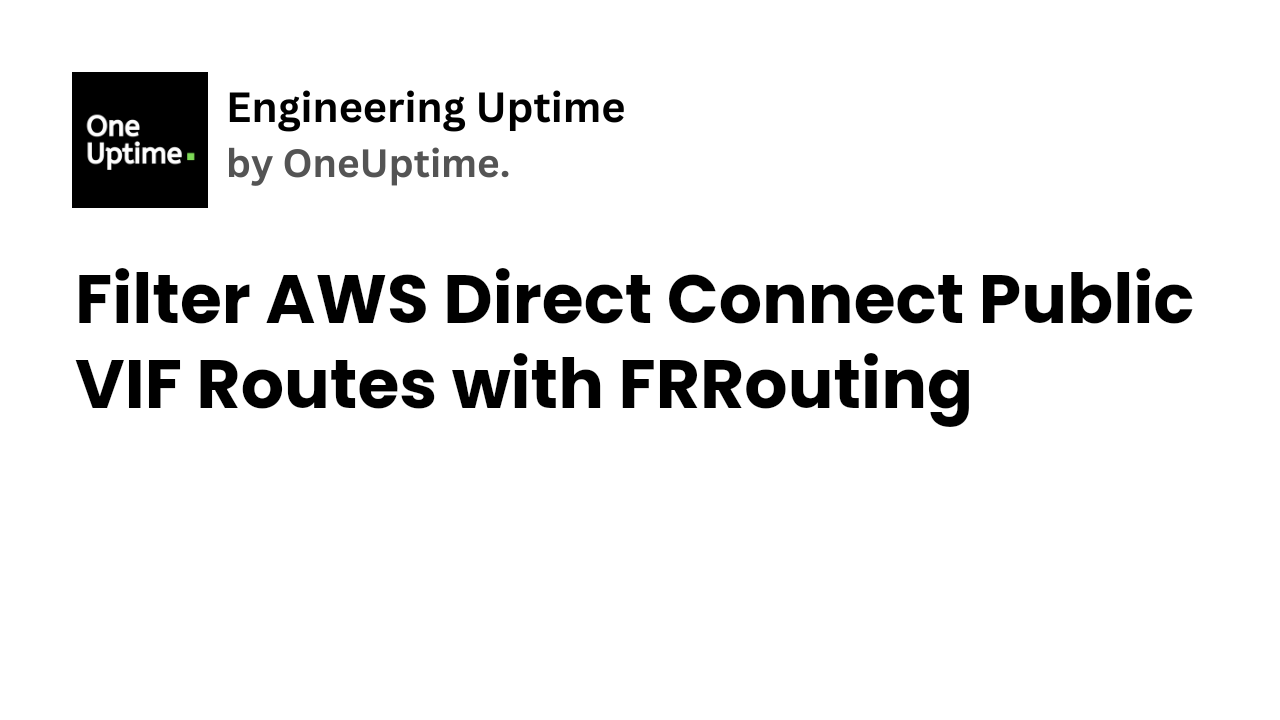 One
Uptime
Engineering Uptime
by OneUptime.
Filter AWS Direct Connect Public
VIF Routes with FRRouting